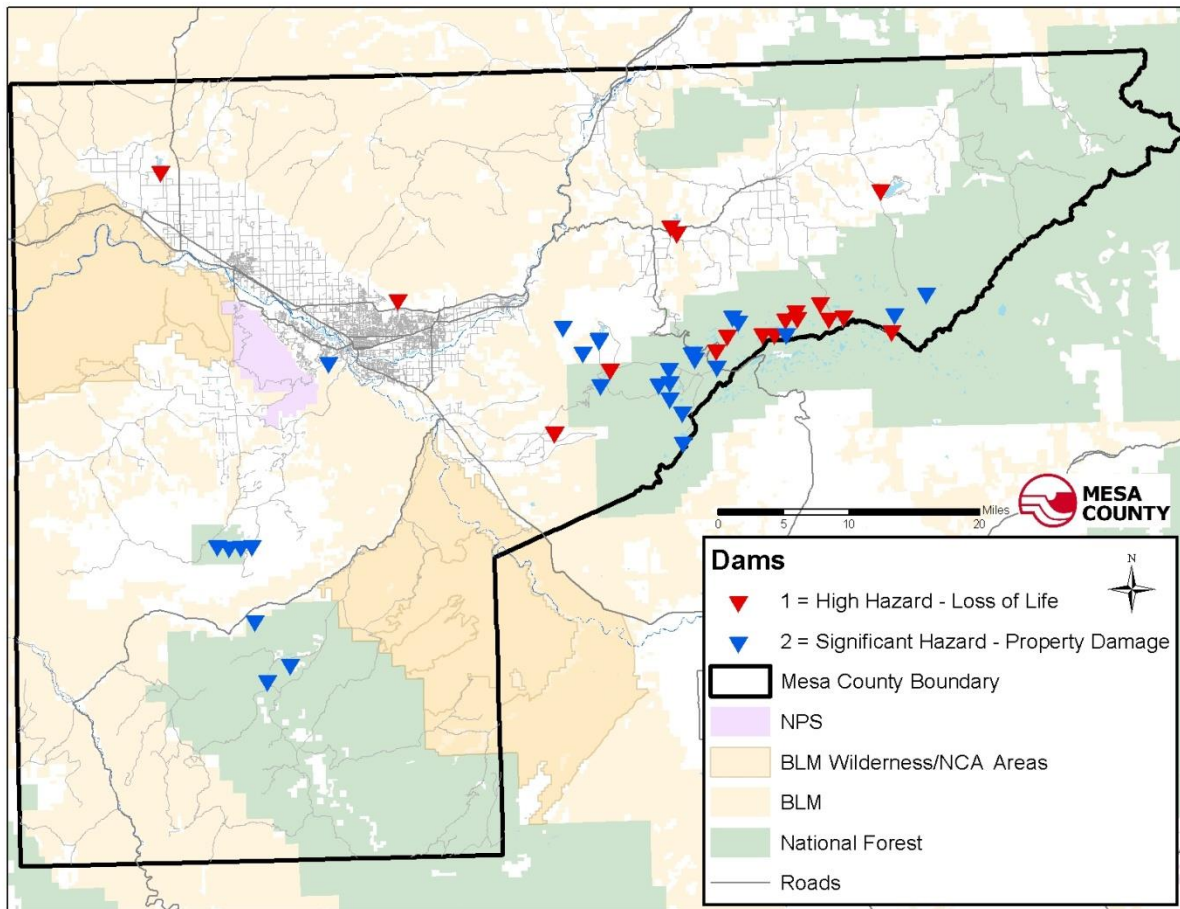 MESA
COUNTY
Miles
0 5 10 20
Dams
N
1 = High Hazard - Loss of Life
2 = Significant Hazard - Property Damage
Mesa County Boundary
NPS
BLM Wilderness/NCA Areas
BLM
National Forest
Roads